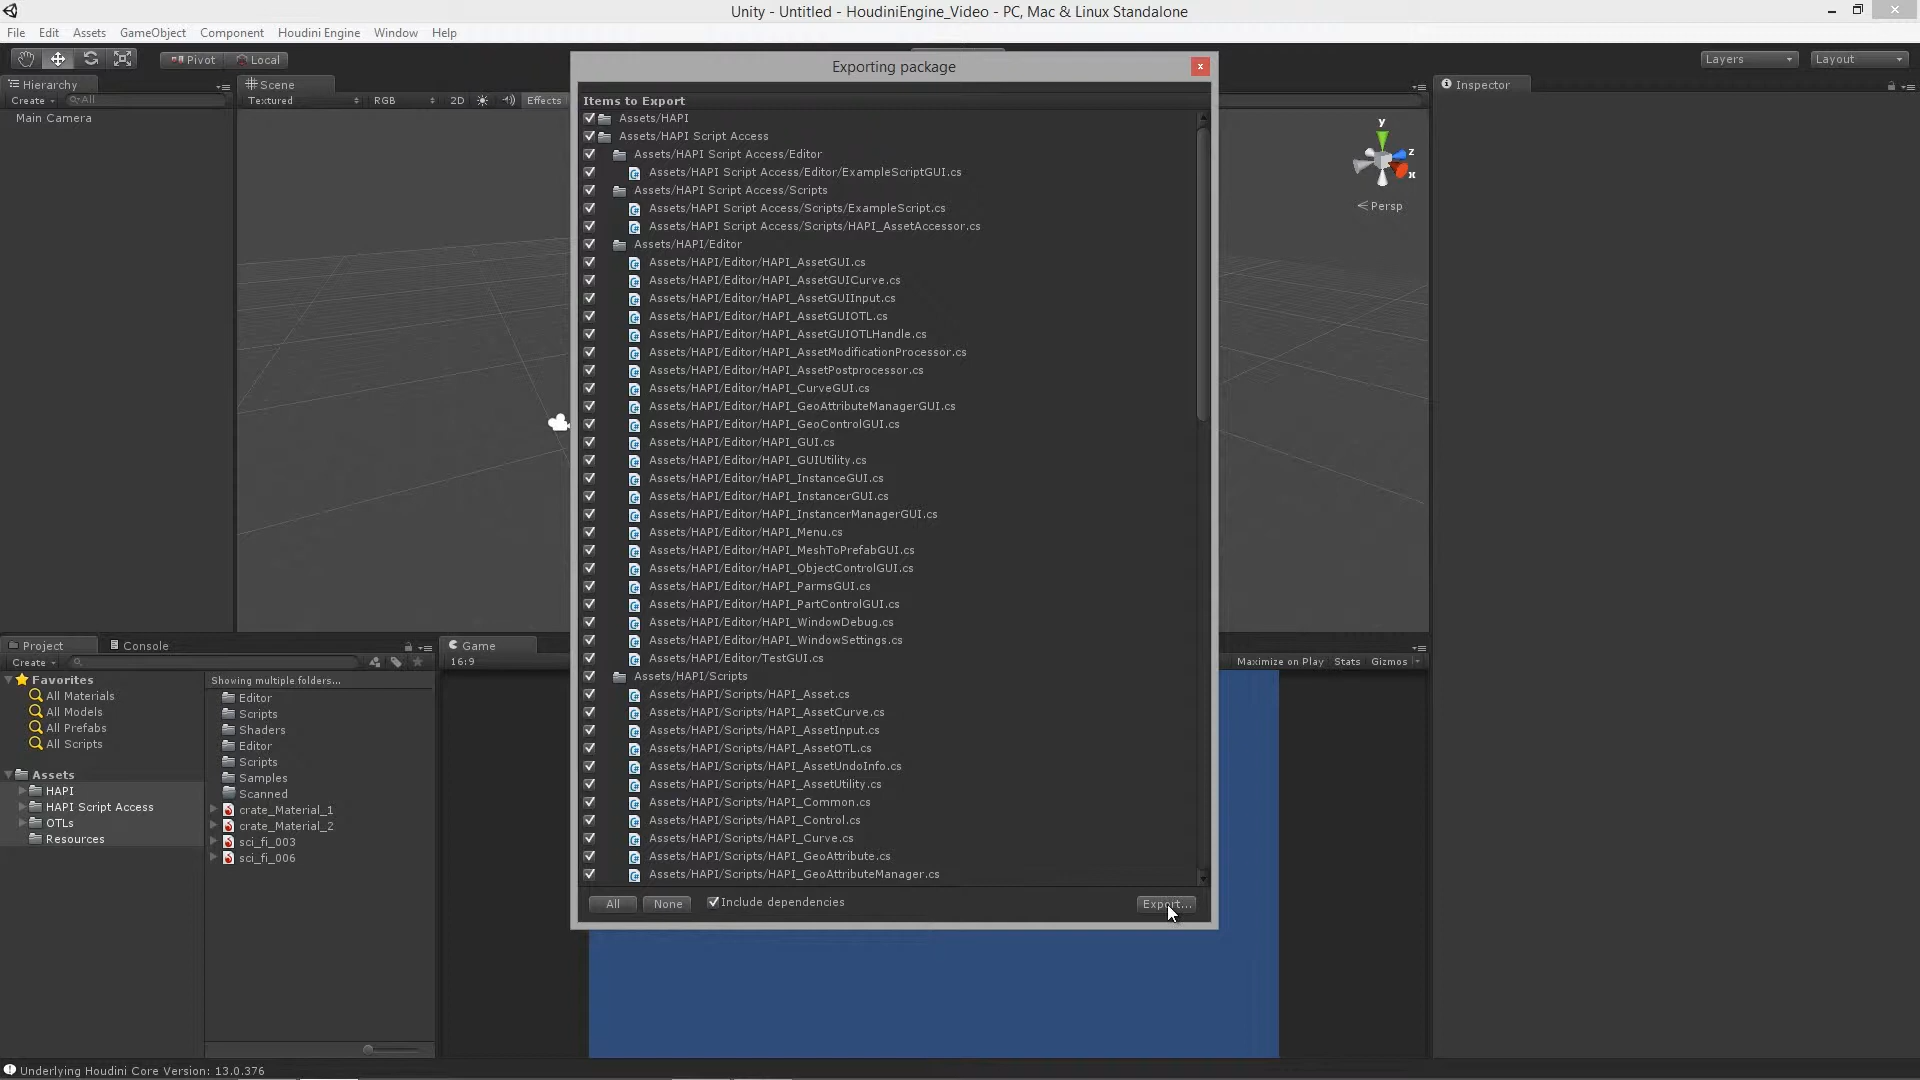 Unity - Untitled - HoudiniEngine_Video - PC, Mac & Linux Standalone
File Edit Assets GameObject Component Houdini Engine Window Help
Pivot Local
Layers Layout
Exporting package
Hierarchy
Create All
Main Camera
Scene
Textured RGB 2D Effects
Inspector
y
z
x
Persp
Items to Export
Assets/HAPI
Assets/HAPI Script Access
Assets/HAPI Script Access/Editor
Assets/HAPI Script Access/Editor/ExampleScriptGUI.cs
Assets/HAPI Script Access/Scripts
Assets/HAPI Script Access/Scripts/ExampleScript.cs
Assets/HAPI Script Access/Scripts/HAPI_AssetAccessor.cs
Assets/HAPI/Editor
Assets/HAPI/Editor/HAPI_AssetGUI.cs
Assets/HAPI/Editor/HAPI_AssetGUICurve.cs
Assets/HAPI/Editor/HAPI_AssetGUIInput.cs
Assets/HAPI/Editor/HAPI_AssetGUIOTL.cs
Assets/HAPI/Editor/HAPI_AssetGUIOTLHandle.cs
Assets/HAPI/Editor/HAPI_AssetModificationProcessor.cs
Assets/HAPI/Editor/HAPI_AssetPostprocessor.cs
Assets/HAPI/Editor/HAPI_CurveGUI.cs
Assets/HAPI/Editor/HAPI_GeoAttributeManagerGUI.cs
Assets/HAPI/Editor/HAPI_GeoControlGUI.cs
Assets/HAPI/Editor/HAPI_GUI.cs
Assets/HAPI/Editor/HAPI_GUIUtility.cs
Assets/HAPI/Editor/HAPI_InstanceGUI.cs
Assets/HAPI/Editor/HAPI_InstancerGUI.cs
Assets/HAPI/Editor/HAPI_InstancerManagerGUI.cs
Assets/HAPI/Editor/HAPI_Menu.cs
Assets/HAPI/Editor/HAPI_MeshToPrefabGUI.cs
Assets/HAPI/Editor/HAPI_ObjectControlGUI.cs
Assets/HAPI/Editor/HAPI_ParmsGUI.cs
Assets/HAPI/Editor/HAPI_PartControlGUI.cs
Assets/HAPI/Editor/HAPI_WindowDebug.cs
Assets/HAPI/Editor/HAPI_WindowSettings.cs
Assets/HAPI/Editor/TestGUI.cs
Assets/HAPI/Scripts
Assets/HAPI/Scripts/HAPI_Asset.cs
Assets/HAPI/Scripts/HAPI_AssetCurve.cs
Assets/HAPI/Scripts/HAPI_AssetInput.cs
Assets/HAPI/Scripts/HAPI_AssetOTL.cs
Assets/HAPI/Scripts/HAPI_AssetUndoInfo.cs
Assets/HAPI/Scripts/HAPI_AssetUtility.cs
Assets/HAPI/Scripts/HAPI_Common.cs
Assets/HAPI/Scripts/HAPI_Control.cs
Assets/HAPI/Scripts/HAPI_Curve.cs
Assets/HAPI/Scripts/HAPI_GeoAttribute.cs
Assets/HAPI/Scripts/HAPI_GeoAttributeManager.cs
All None Include dependencies Export...
Project Console
Create
Favorites
All Materials
All Models
All Prefabs
All Scripts
Assets
HAPI
HAPI Script Access
OTLs
Resources
Showing multiple folders...
Editor
Scripts
Shaders
Editor
Scripts
Samples
Scanned
crate_Material_1
crate_Material_2
sci_fi_003
sci_fi_006
Game
16:9
Maximize on Play Stats Gizmos
Underlying Houdini Core Version: 13.0.376